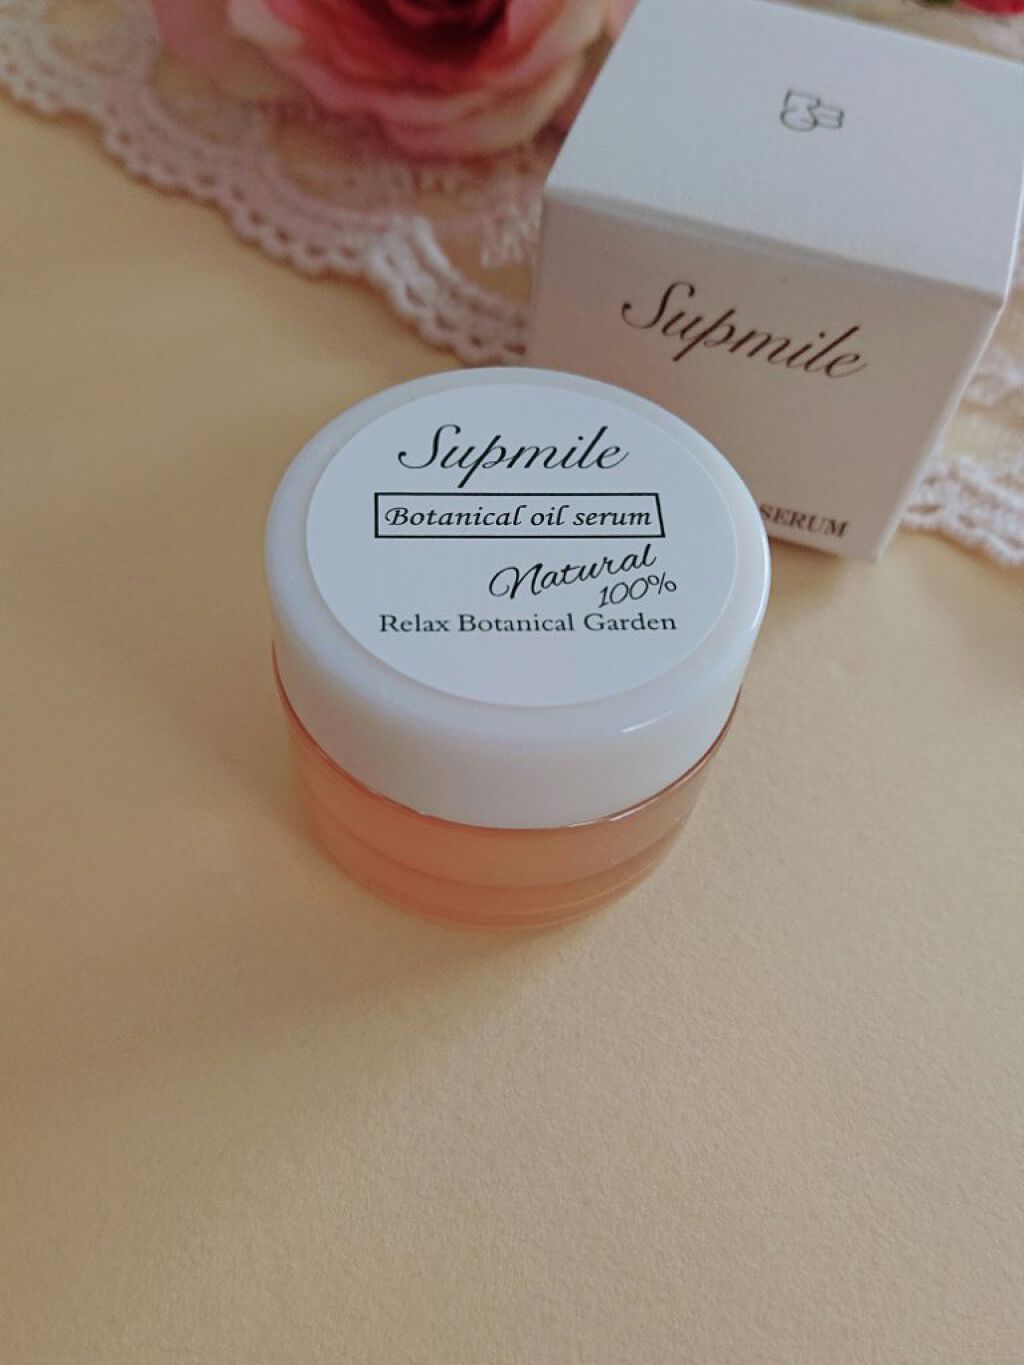 Supmile
SERUM
Supmile
Botanical oil serum
Natural
100%
Relax Botanical Garden